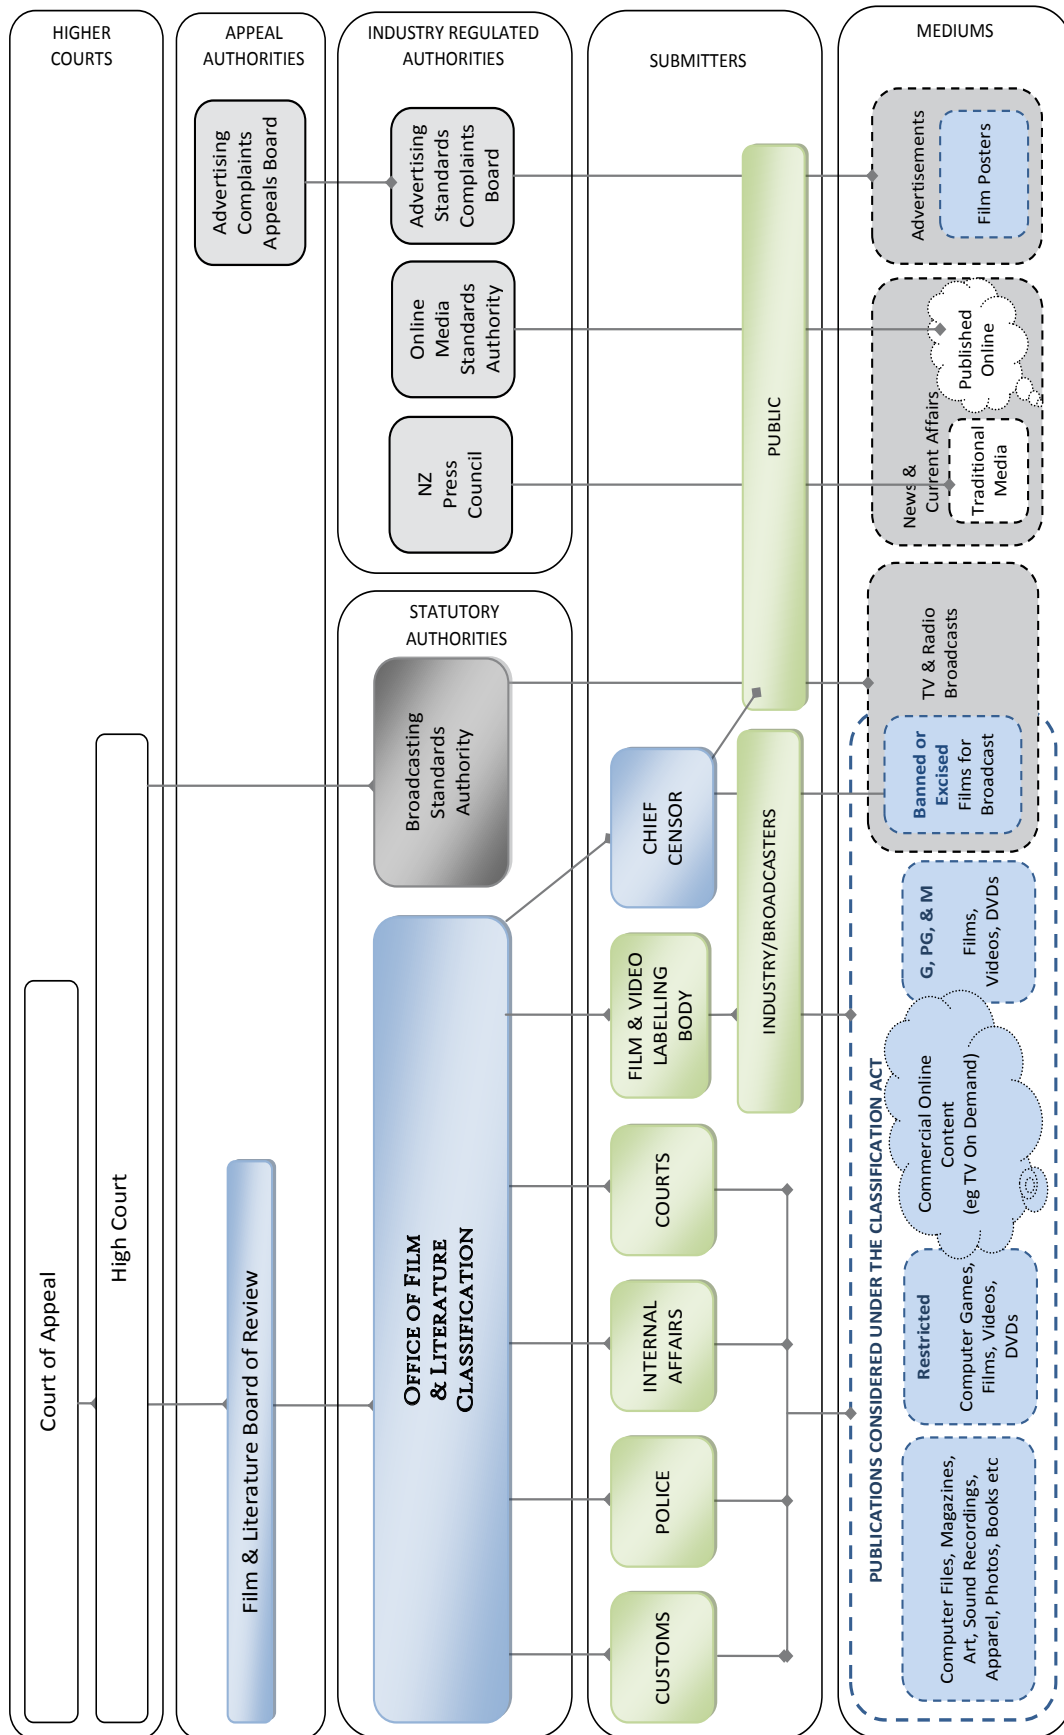 HIGHER
COURTS
Court of Appeal
High Court
APPEAL
AUTHORITIES
Film & Literature Board of Review
Advertising
Complaints
Appeals Board
STATUTORY
AUTHORITIES
OFFICE OF FILM
& LITERATURE
CLASSIFICATION
Broadcasting
Standards
Authority
INDUSTRY REGULATED
AUTHORITIES
NZ
Press
Council
Online
Media
Standards
Authority
Advertising
Standards
Complaints
Board
SUBMITTERS
CUSTOMS
POLICE
INTERNAL
AFFAIRS
COURTS
FILM & VIDEO
LABELLING
BODY
CHIEF
CENSOR
INDUSTRY/BROADCASTERS
PUBLIC
MEDIUMS
PUBLICATIONS CONSIDERED UNDER THE CLASSIFICATION ACT
Computer Files, Magazines,
Art, Sound Recordings,
Apparel, Photos, Books etc
Restricted
Computer Games,
Films, Videos,
DVDs
Commercial Online
Content
(eg TV On Demand)
G, PG, & M
Films,
Videos, DVDs
Banned or
Excised
Films for
Broadcast
TV & Radio
Broadcasts
News &
Current Affairs
Traditional
Media
Published
Online
Advertisements
Film Posters